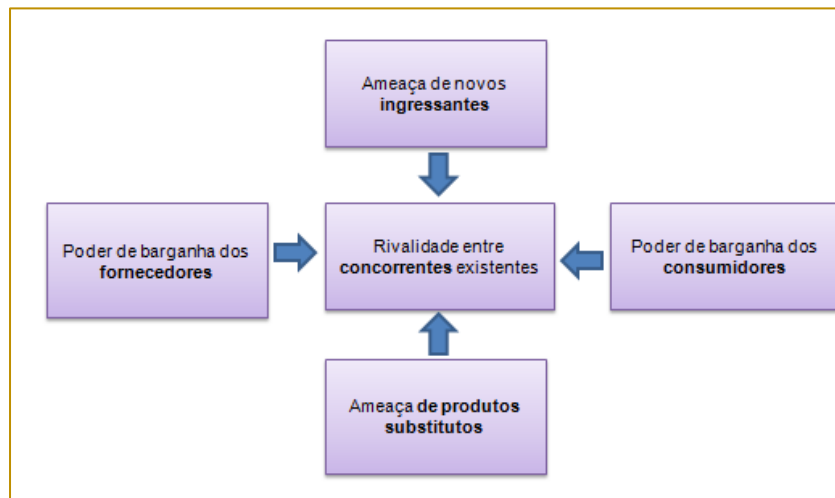 Ameaça de novos
ingressantes
Poder de barganha dos
fornecedores
Rivalidade entre
concorrentes existentes
Poder de barganha dos
consumidores
Ameaça de produtos
substitutos